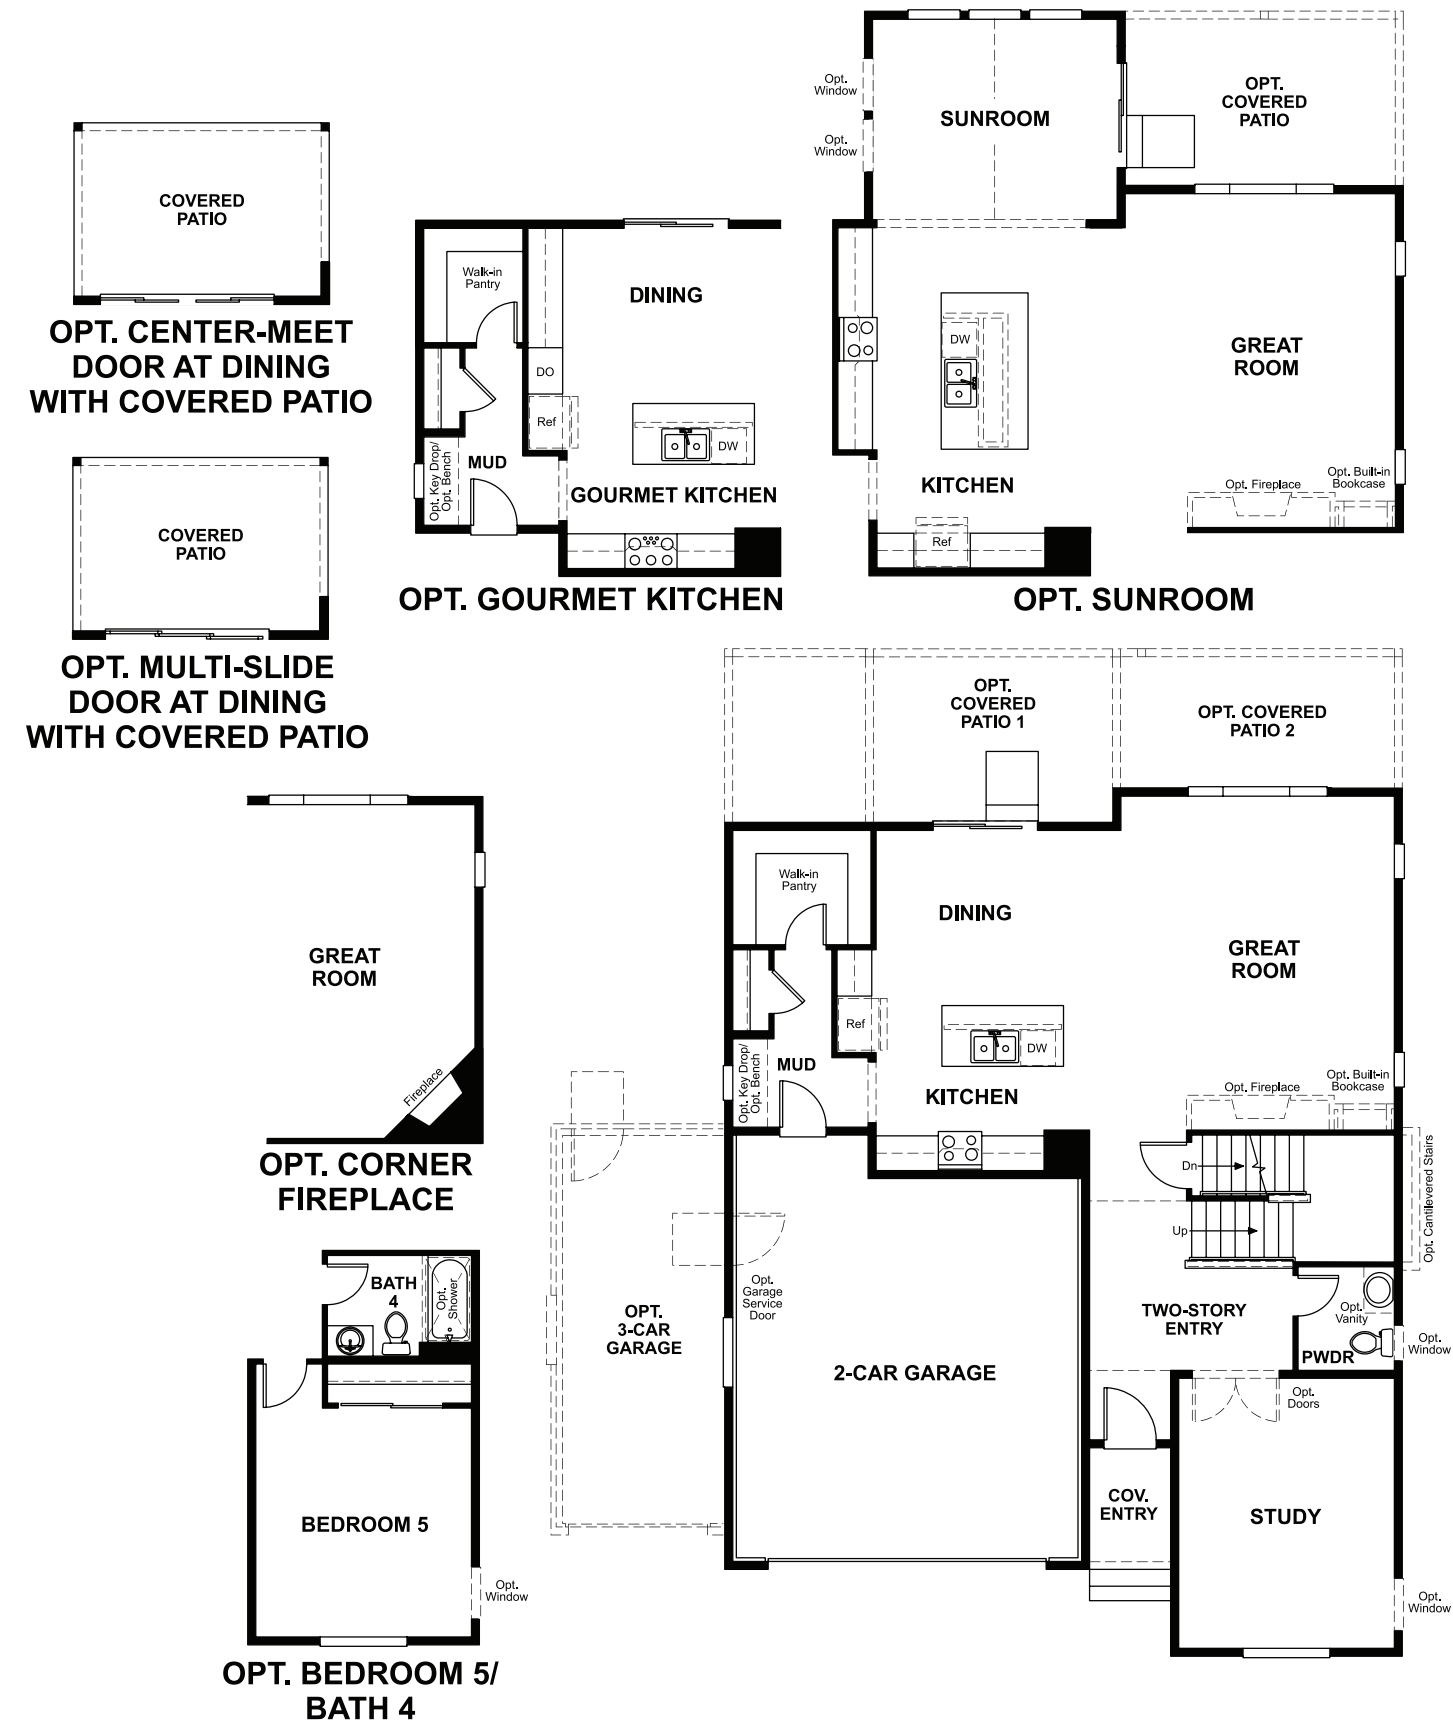 COVERED
PATIO
OPT. CENTER-MEET
DOOR AT DINING
WITH COVERED PATIO
COVERED
PATIO
OPT. MULTI-SLIDE
DOOR AT DINING
WITH COVERED PATIO
Walk-in
Pantry
DINING
DO
Ref
DW
MUD
Opt. Key Drop/
Opt. Bench
GOURMET KITCHEN
OPT. GOURMET KITCHEN
Opt.
Window
Opt.
Window
SUNROOM
OPT.
COVERED
PATIO
DW
GREAT
ROOM
KITCHEN
Ref
Opt. Fireplace
Opt. Built-in
Bookcase
OPT. SUNROOM
GREAT
ROOM
Fireplace
OPT. CORNER
FIREPLACE
BATH
4
Opt.
Shower
BEDROOM 5
Opt.
Window
OPT. BEDROOM 5/
BATH 4
OPT.
COVERED
PATIO 1
OPT. COVERED
PATIO 2
Walk-in
Pantry
DINING
GREAT
ROOM
Ref
DW
MUD
Opt. Key Drop/
Opt. Bench
KITCHEN
Opt. Fireplace
Opt. Built-in
Bookcase
Dn
Up
Opt. Cantilevered Stairs
Opt.
Garage
Service
Door
OPT.
3-CAR
GARAGE
2-CAR GARAGE
TWO-STORY
ENTRY
Opt.
Vanity
PWDR
Opt.
Window
Opt.
Doors
COV.
ENTRY
STUDY
Opt.
Window